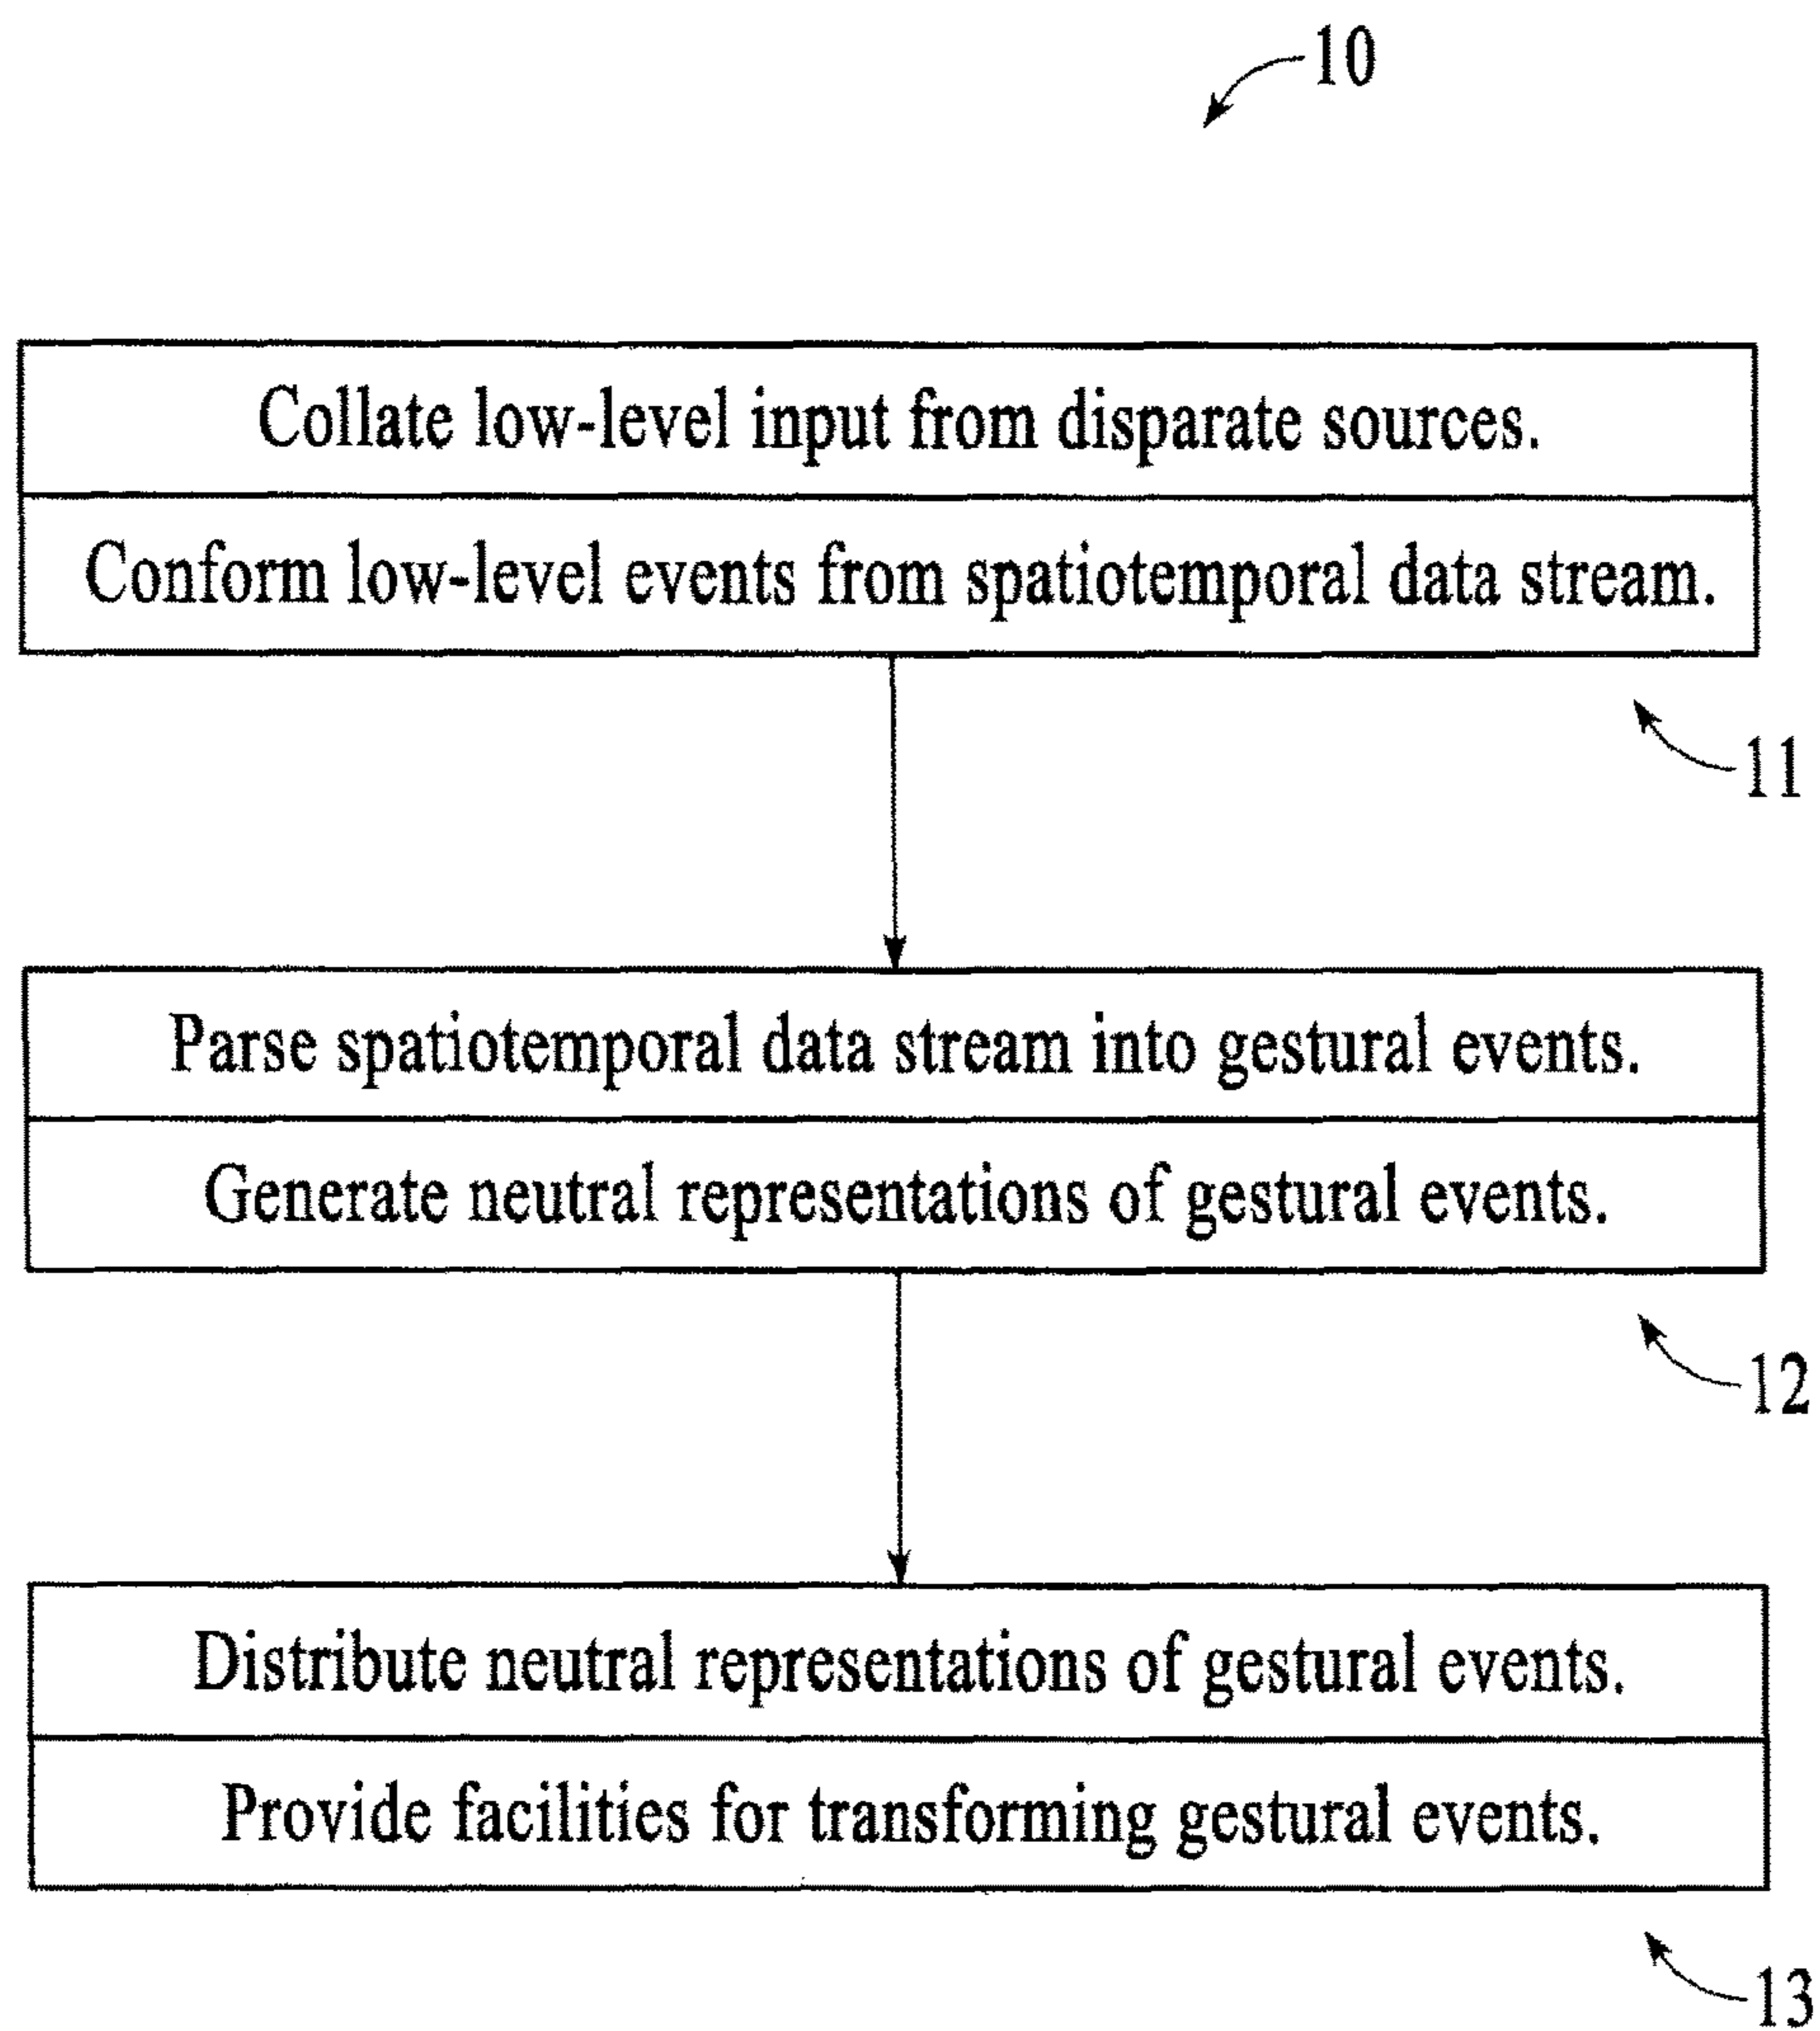 10
Collate low-level input from disparate sources.
Conform low-level events from spatiotemporal data stream.
11
Parse spatiotemporal data stream into gestural events.
Generate neutral representations of gestural events.
12
Distribute neutral representations of gestural events.
Provide facilities for transforming gestural events.
13